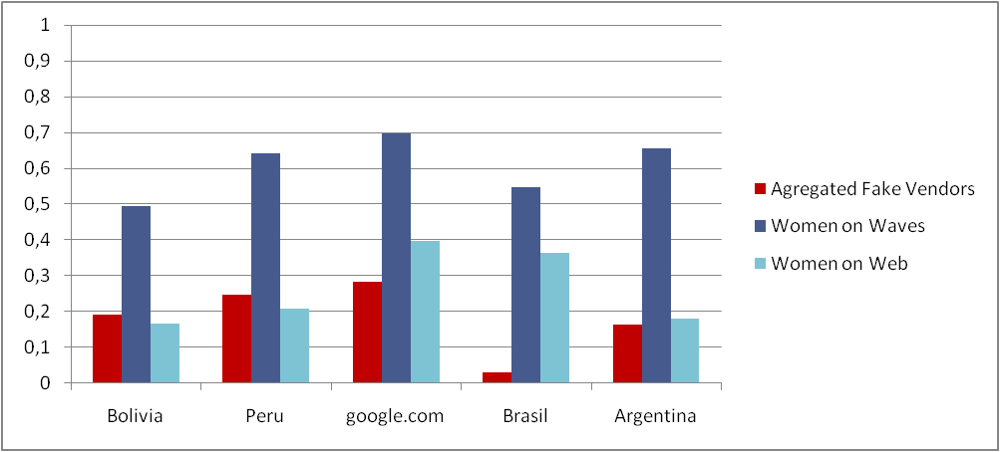 1
0,9
0,8
0,7
0,6
0,5
0,4
0,3
0,2
0,1
0
Bolivia
Peru
google.com
Brasil
Argentina
Agregated Fake Vendors
Women on Waves
Women on Web